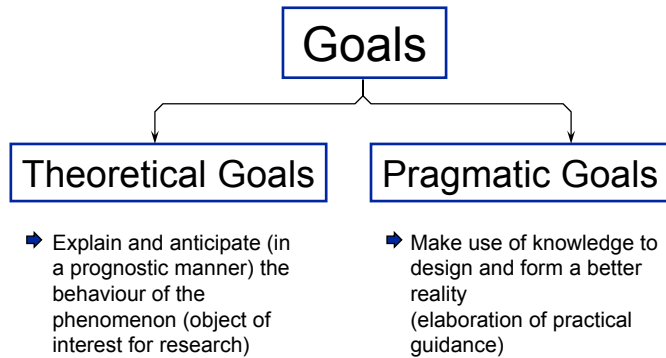 Goals
Theoretical Goals
Pragmatic Goals
Explain and anticipate (in
a prognostic manner) the
behaviour of the
phenomenon (object of
interest for research)
Make use of knowledge to
design and form a better
reality
(elaboration of practical
guidance)